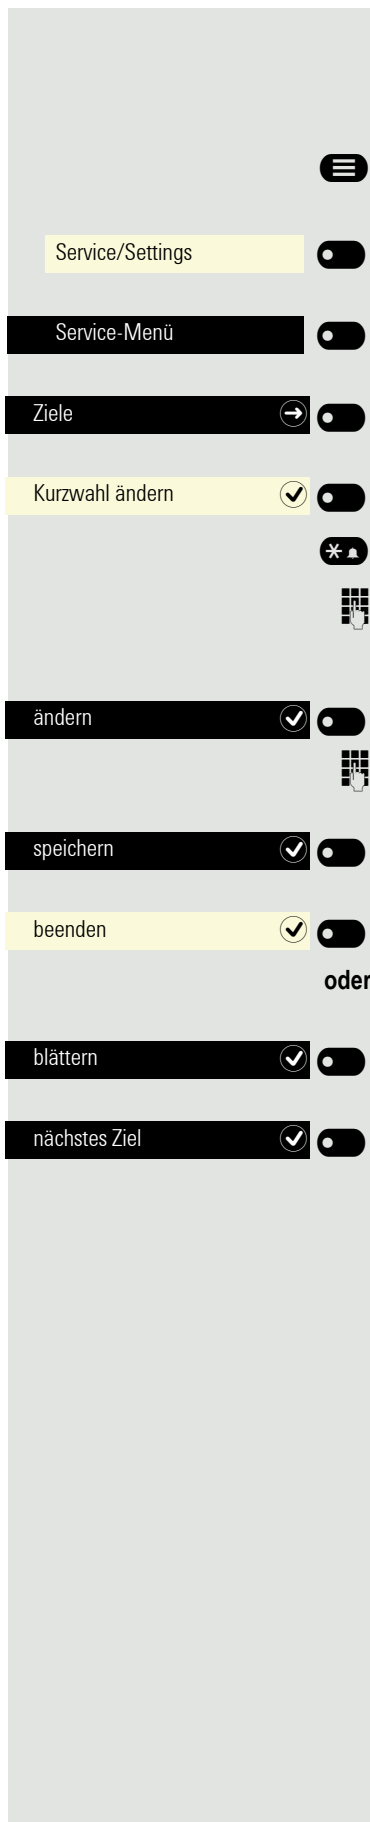 Service/Settings
Service-Menü
Ziele
Kurzwahl ändern
ändern
speichern
beenden
oder
blättern
nächstes Ziel